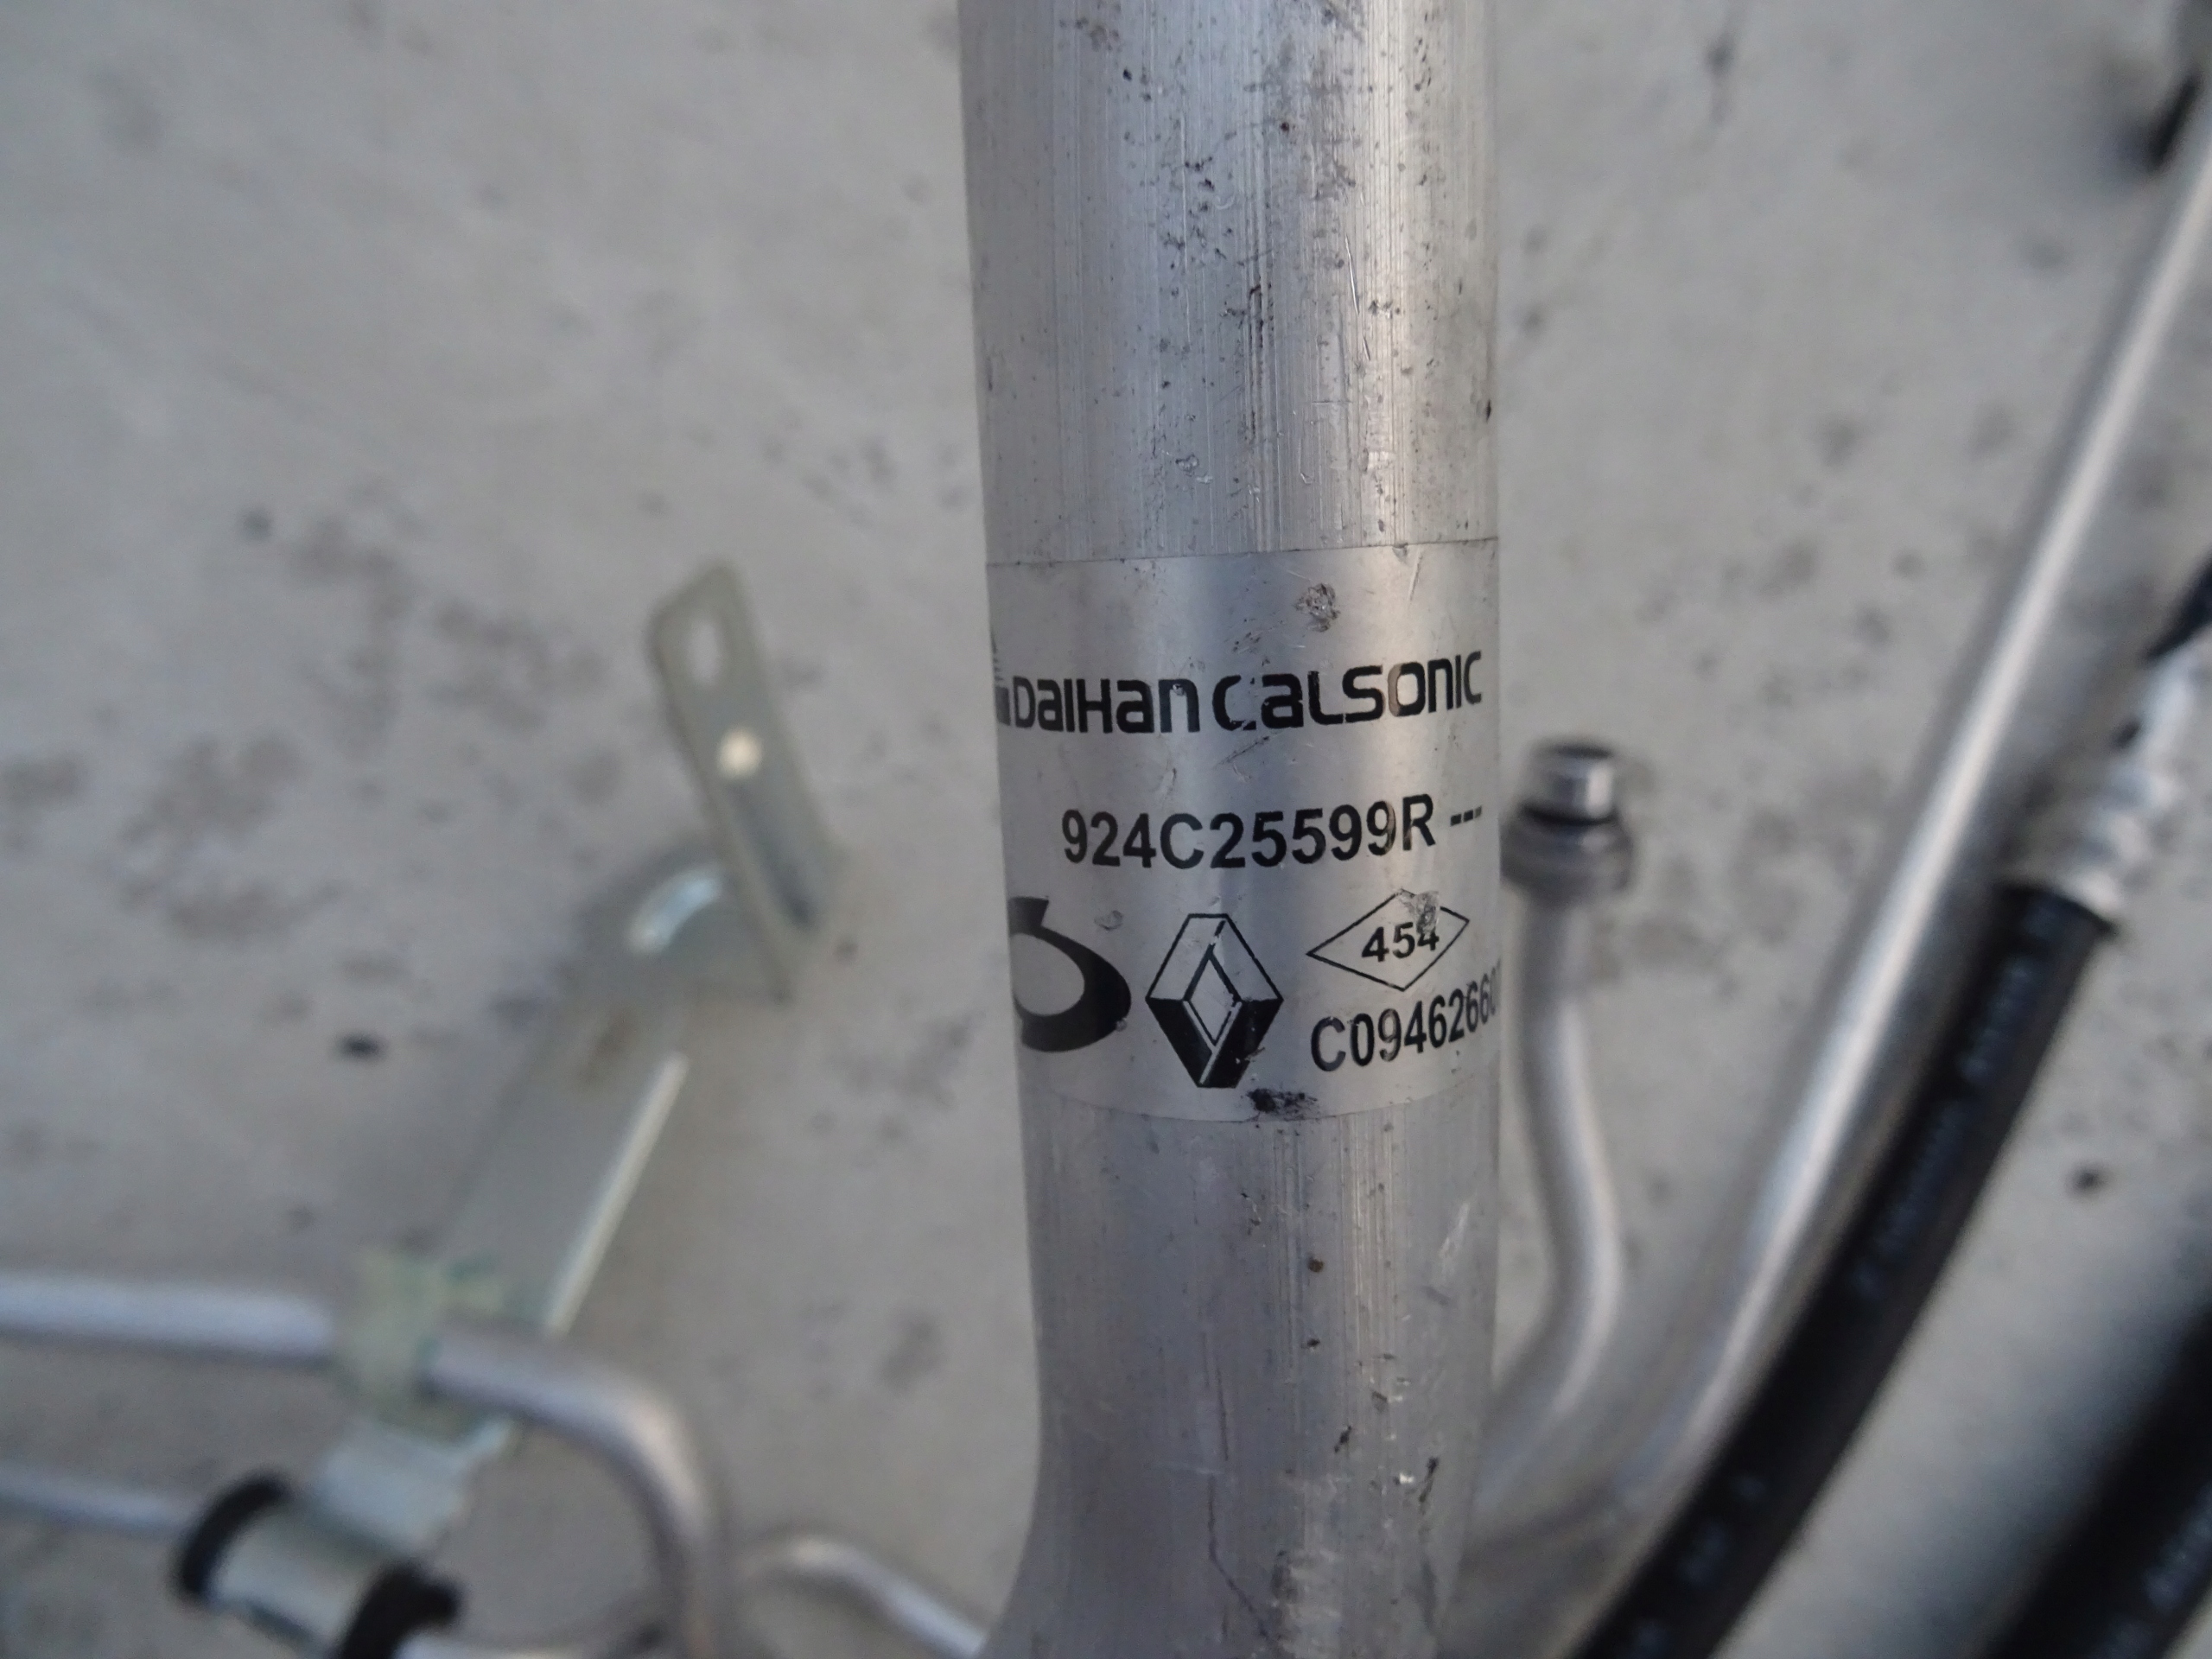 DAIHAN CALSONIC
924C25599R ---
454